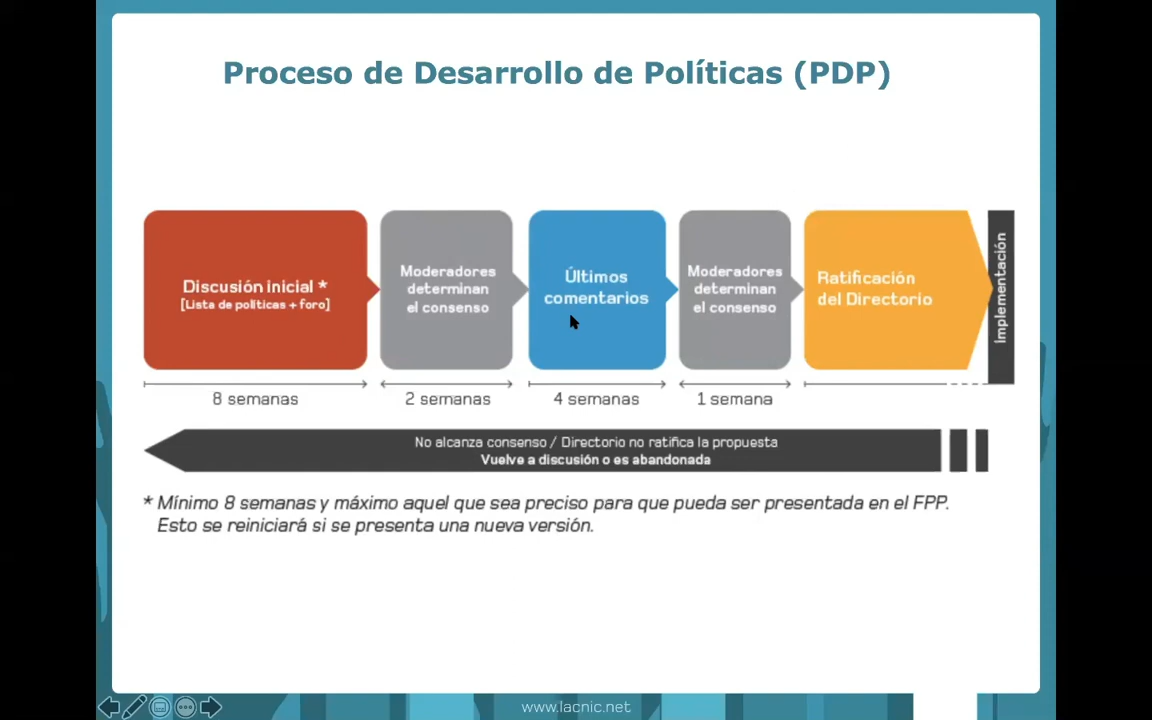 Proceso de Desarrollo de Políticas (PDP)
Discusión inicial *
[Lista de políticas + foro]
Moderadores
determinan
el consenso
Últimos
comentarios
Moderadores
determinan
el consenso
Ratificación
del Directorio
Implementación
8 semanas
2 semanas
4 semanas
1 semana
No alcanza consenso / Directorio no ratifica la propuesta
Vuelve a discusión o es abandonada
* Mínimo 8 semanas y máximo aquel que sea preciso para que pueda ser presentada en el FPP.
Esto se reiniciará si se presenta una nueva versión.
www.lacnic.net